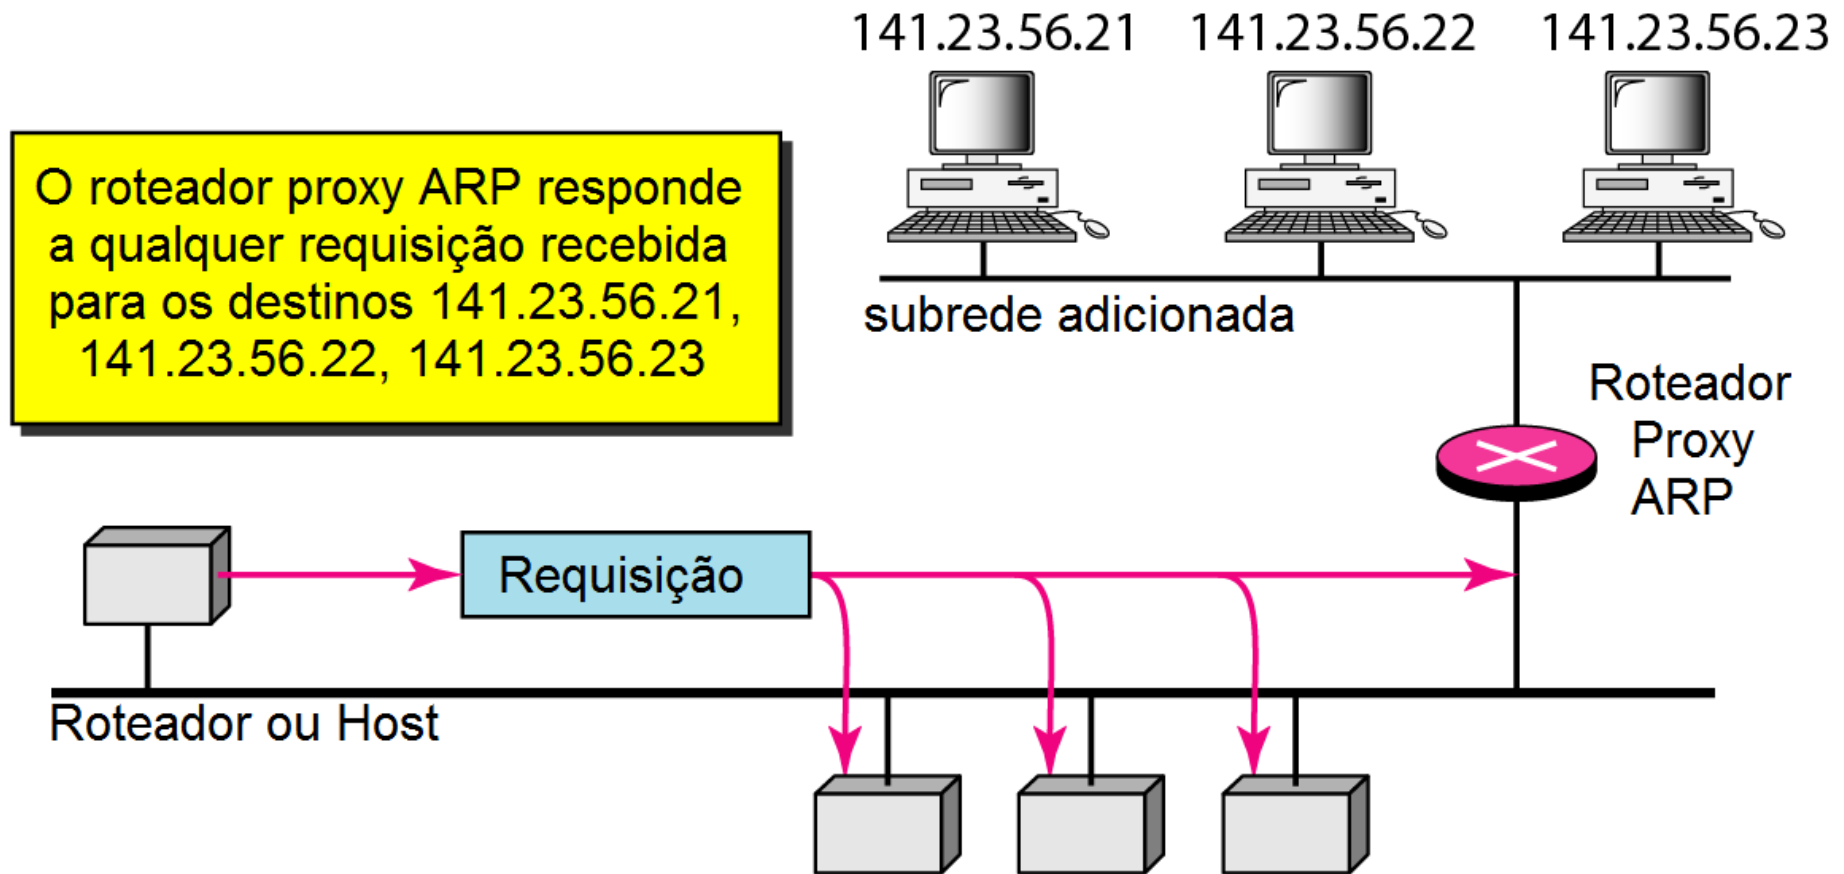 141.23.56.21 141.23.56.22 141.23.56.23
O roteador proxy ARP responde
a qualquer requisição recebida
para os destinos 141.23.56.21,
141.23.56.22, 141.23.56.23
subrede adicionada
Roteador
Proxy
ARP
Requisição
Roteador ou Host